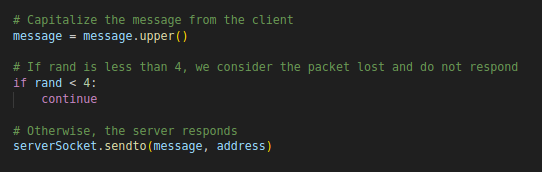 # Capitalize the message from the client
message = message.upper()
# If rand is less than 4, we consider the packet lost and do not respond
if rand < 4:
    continue
# Otherwise, the server responds
serverSocket.sendto(message, address)